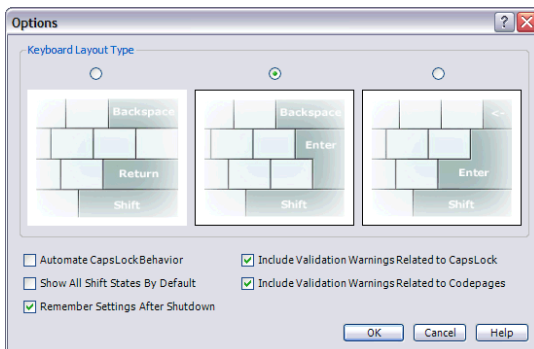 Options
Keyboard Layout Type
Backspace
Return
Shift
Backspace
Enter
Shift
<-
Enter
Shift
Automate CapsLockBehavior
Include Validation Warnings Related to CapsLock
Show All Shift States By Default
Include Validation Warnings Related to Codepages
Remember Settings After Shutdown
OK Cancel Help